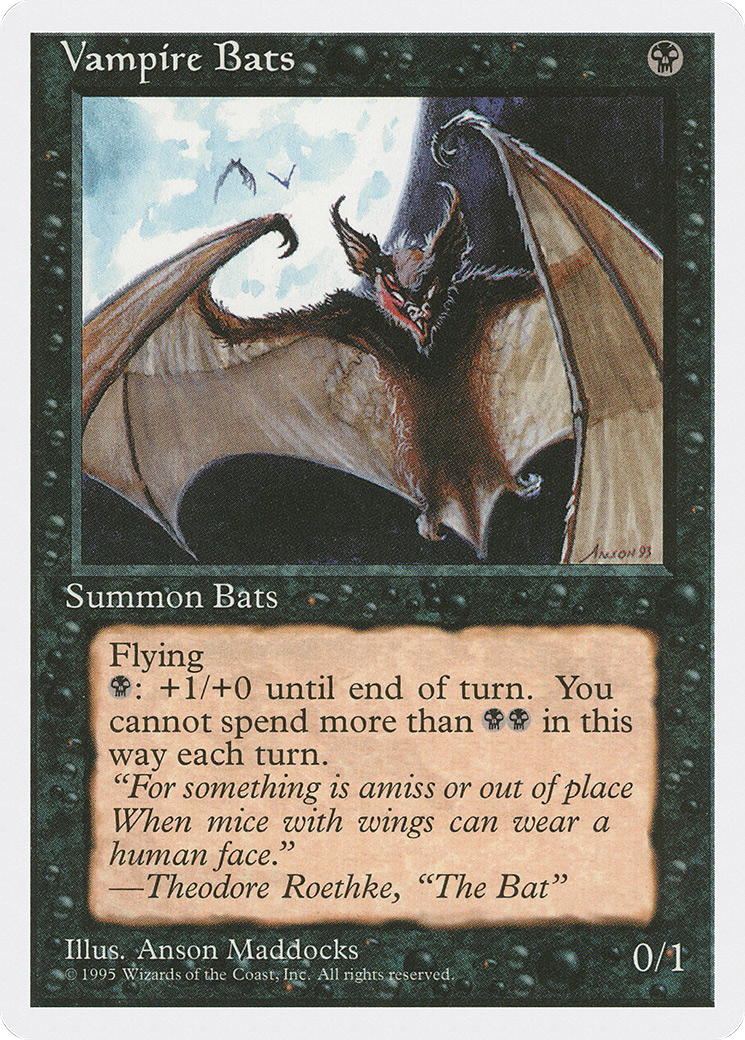 Vampire Bats
ANSON 93
Summon Bats
Flying
: +1/+0 until end of turn. You
cannot spend more than in this
way each turn.
“For something is amiss or out of place
When mice with wings can wear a
human face.”
—Theodore Roethke, “The Bat”
Illus. Anson Maddocks
© 1995 Wizards of the Coast, Inc. All rights reserved.
0/1